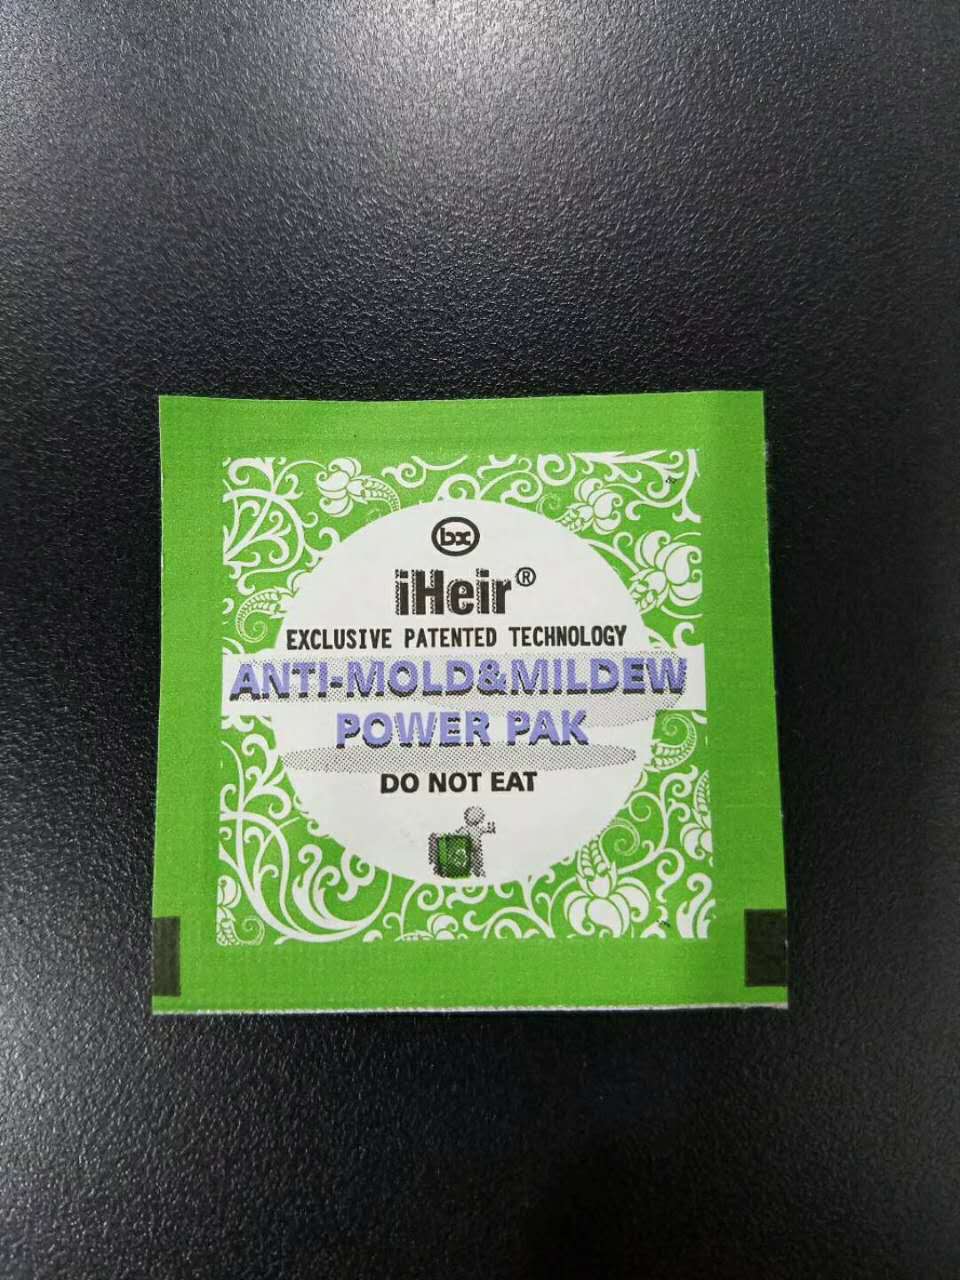 bx
iHeir®
EXCLUSIVE PATENTED TECHNOLOGY
ANTI-MOLD&MILDEW
POWER PAK
DO NOT EAT